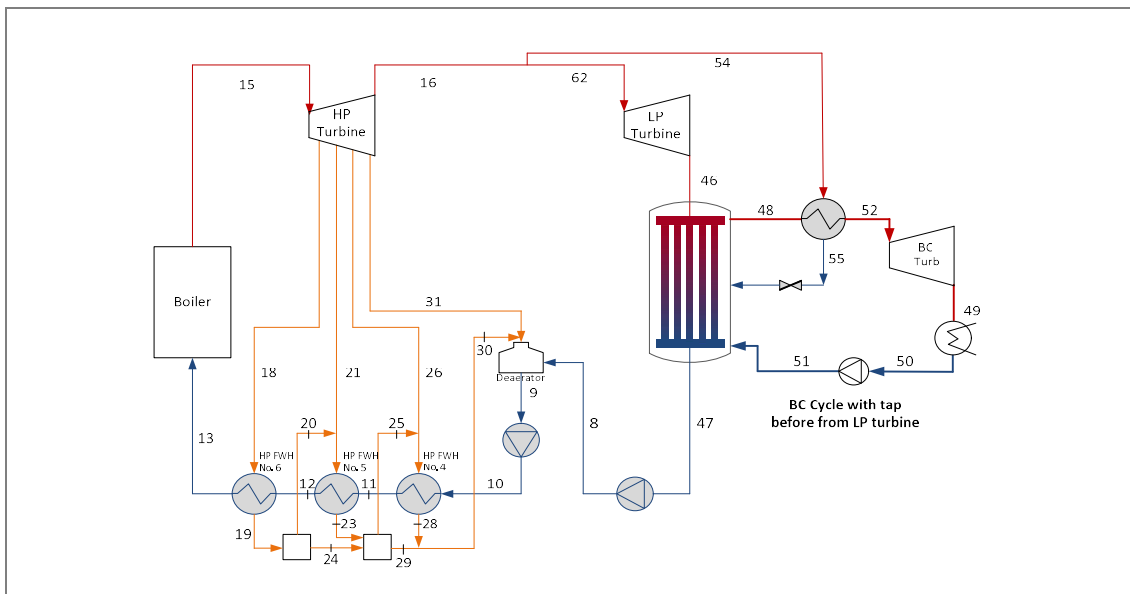 54
15
16
62
HP
Turbine
LP
Turbine
46
48
52
BC
Turb
55
Boiler
31
49
30
51
50
18
21
26
Deaerator
9
BC Cycle with tap
before from LP turbine
20
25
8
47
13
HP FWH
No. 6
HP FWH
No. 5
HP FWH
No. 4
12
11
10
19
23
28
24
29